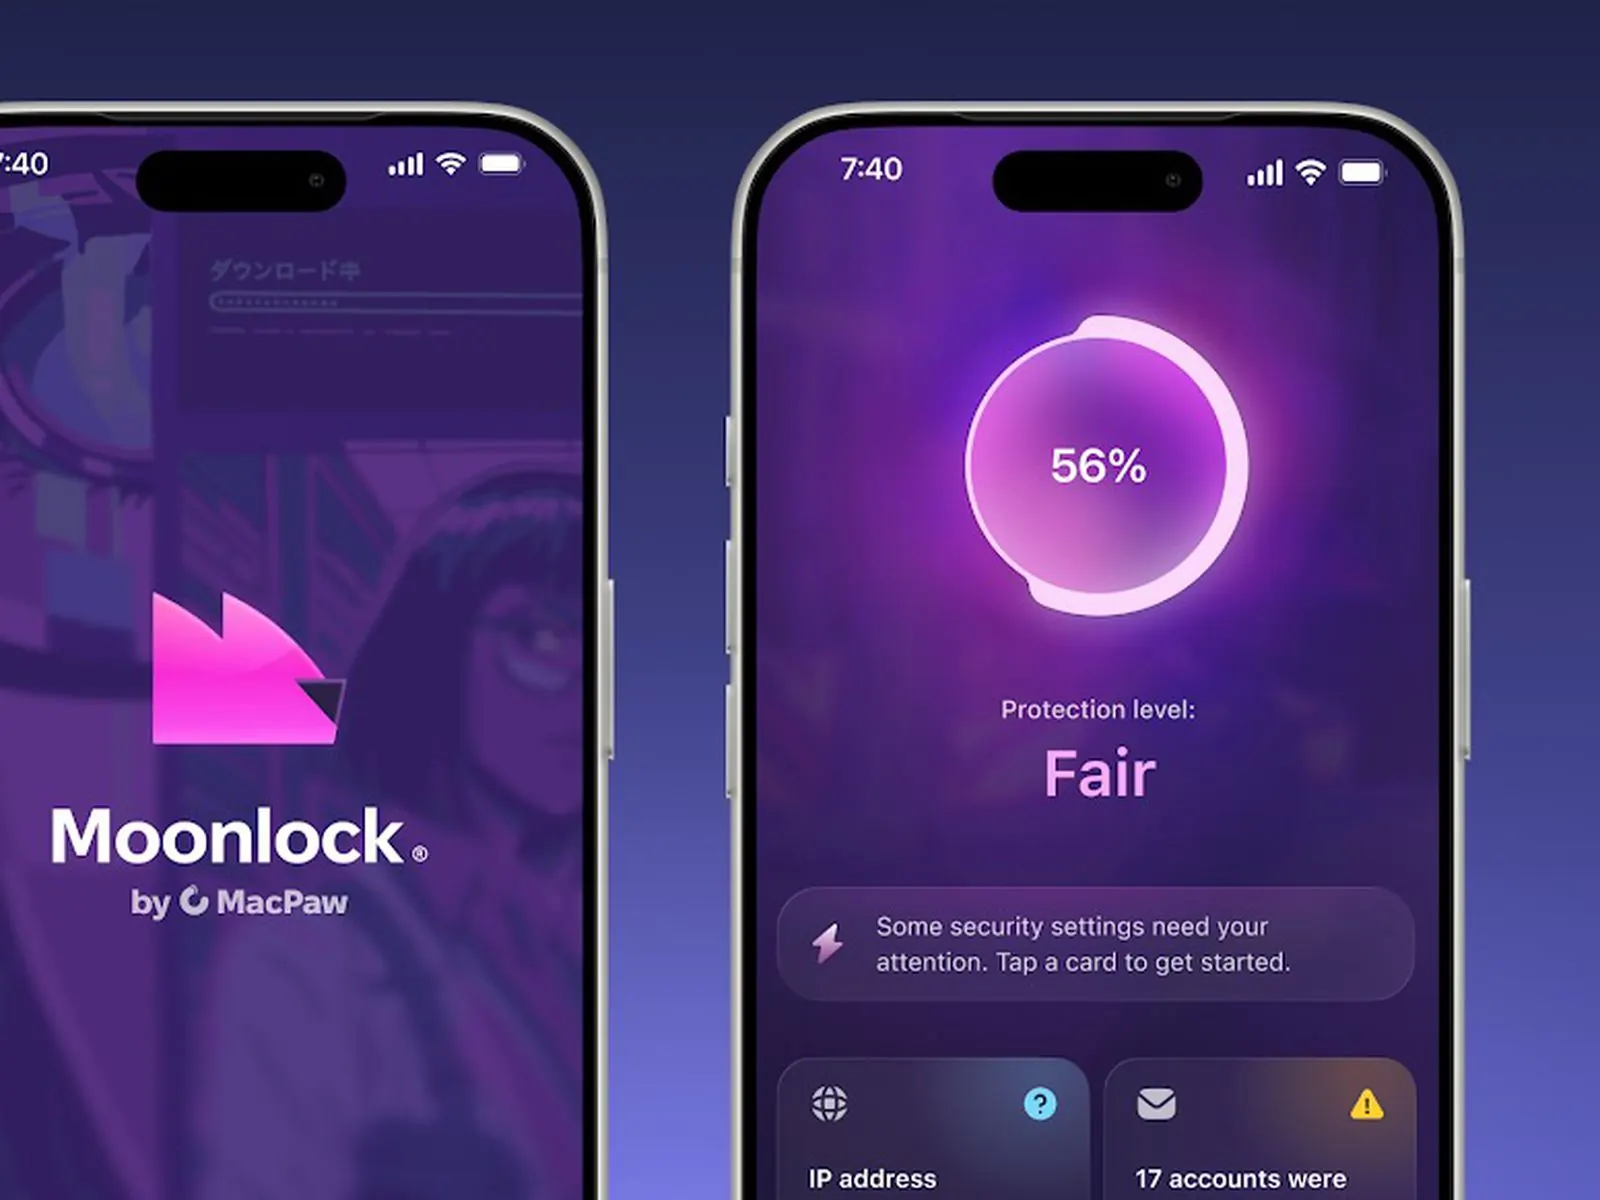 7:40
ダウンロード中
Moonlock®
by MacPaw
7:40
56%
Protection level:
Fair
Some security settings need your
attention. Tap a card to get started.
?
!
IP address
17 accounts were